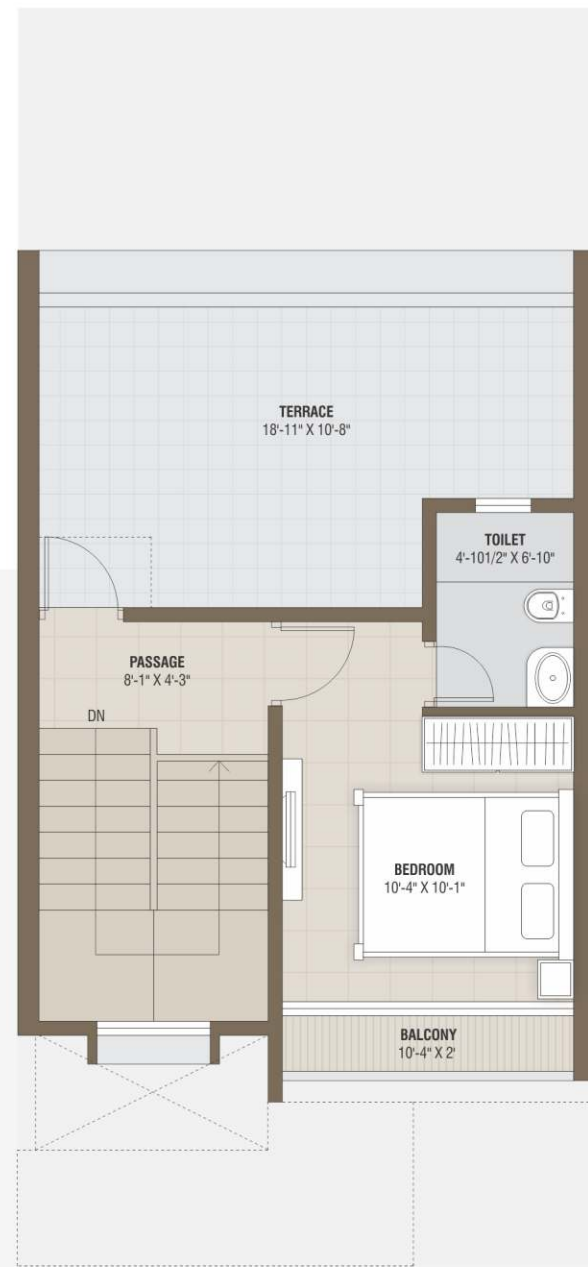 TERRACE
18'-11" X 10'-8"
TOILET
4'-101/2" X 6'-10"
PASSAGE
8'-1" X 4'-3"
DN
BEDROOM
10'-4" X 10'-1"
BALCONY
10'-4" X 2'